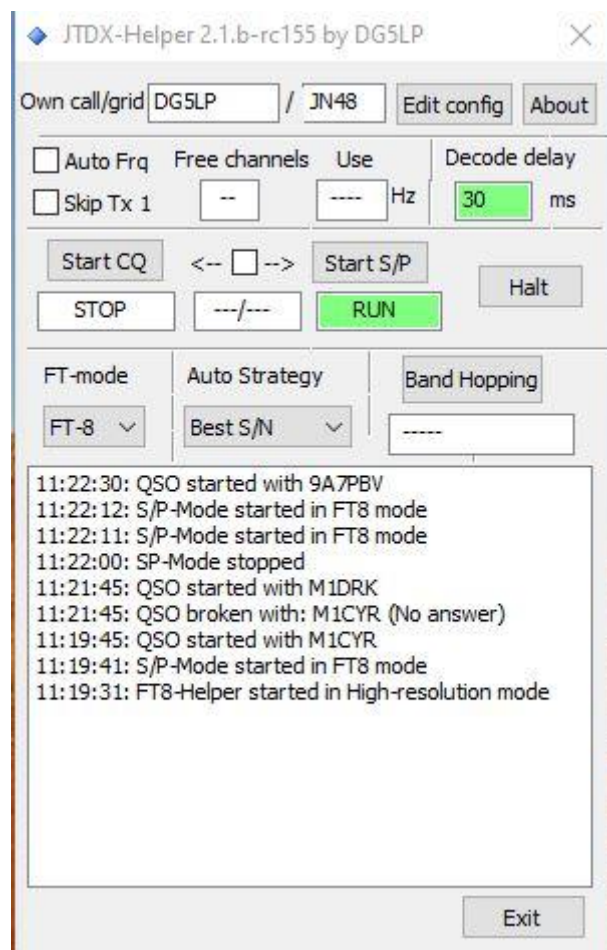 JTDX-Helper 2.1.b-rc155 by DG5LP
Own call/grid DG5LP / JN48 Edit config About
Auto Frq Free channels Use Decode delay
Skip Tx 1 -- ---- Hz 30 ms
Start CQ <-- --> Start S/P Halt
STOP ---/--- RUN
FT-mode Auto Strategy Band Hopping
FT-8 Best S/N -----
11:22:30: QSO started with 9A7PBV
11:22:12: S/P-Mode started in FT8 mode
11:22:11: S/P-Mode started in FT8 mode
11:22:00: SP-Mode stopped
11:21:45: QSO started with M1DRK
11:21:45: QSO broken with: M1CYR (No answer)
11:19:45: QSO started with M1CYR
11:19:41: S/P-Mode started in FT8 mode
11:19:31: FT8-Helper started in High-resolution mode
Exit